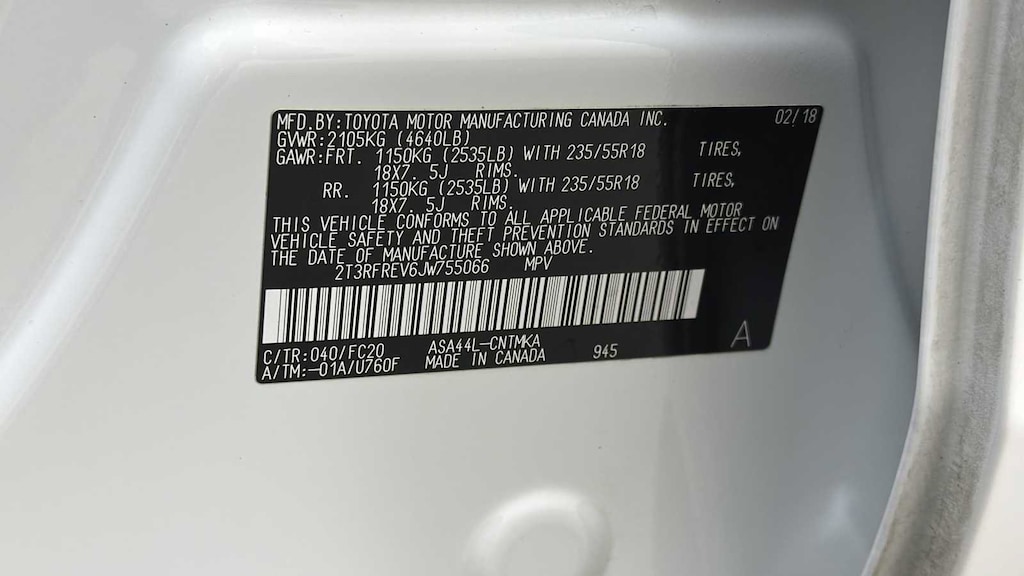 MFD.BY:TOYOTA MOTOR MANUFACTURING CANADA INC. 02/18
GVWR:2105KG (4640LB)
GAWR:FRT. 1150KG (2535LB) WITH 235/55R18 TIRES,
18X7. 5J RIMS.
RR. 1150KG (2535LB) WITH 235/55R18 TIRES,
18X7. 5J RIMS.
THIS VEHICLE CONFORMS TO ALL APPLICABLE FEDERAL MOTOR
VEHICLE SAFETY AND THEFT PREVENTION STANDARDS IN EFFECT ON
THE DATE OF MANUFACTURE SHOWN ABOVE.
2T3RFREV6JW755066 MPV
C/TR:040/FC20 ASA44L-CNTMKA 945 A
A/TM:-01A/U760F MADE IN CANADA